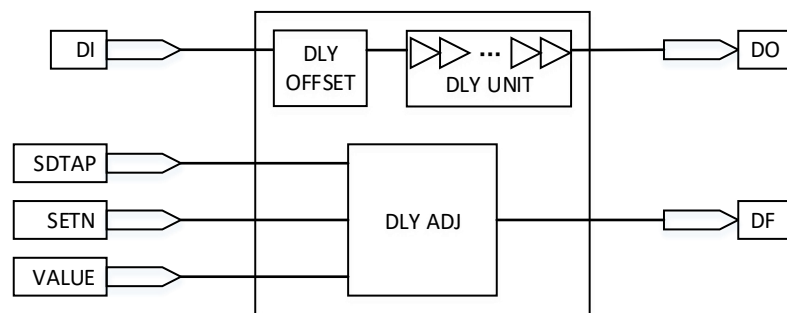 DI
DLY
OFFSET
...
DLY UNIT
DO
SDTAP
SETN
DLY ADJ
DF
VALUE